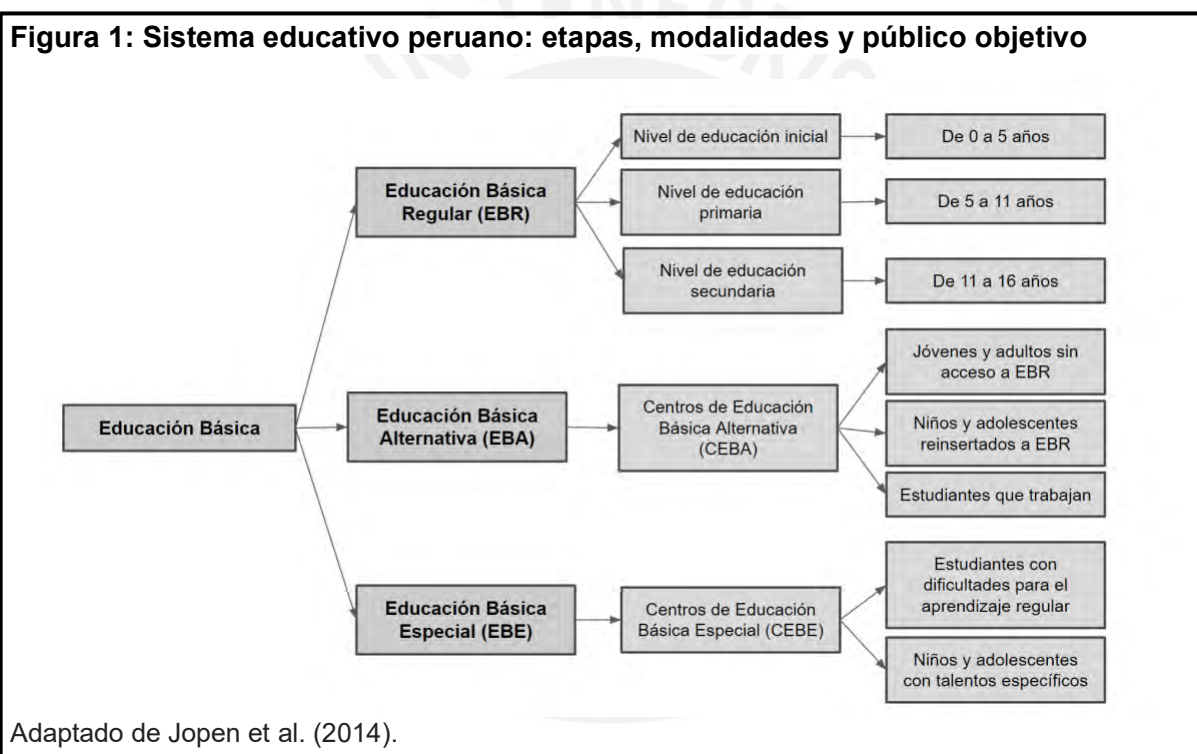 Figura 1: Sistema educativo peruano: etapas, modalidades y público objetivo
Nivel de educación inicial
De 0 a 5 años
Educación Básica
Regular (EBR)
Nivel de educación
primaria
De 5 a 11 años
Nivel de educación
secundaria
De 11 a 16 años
Educación Básica
Educación Básica
Alternativa (EBA)
Centros de Educación
Básica Alternativa
(CEBA)
Jóvenes y adultos sin
acceso a EBR
Niños y adolescentes
reinsertados a EBR
Estudiantes que trabajan
Educación Básica
Especial (EBE)
Centros de Educación
Básica Especial (CEBE)
Estudiantes con
dificultades para el
aprendizaje regular
Niños y adolescentes
con talentos específicos
Adaptado de Jopen et al. (2014).